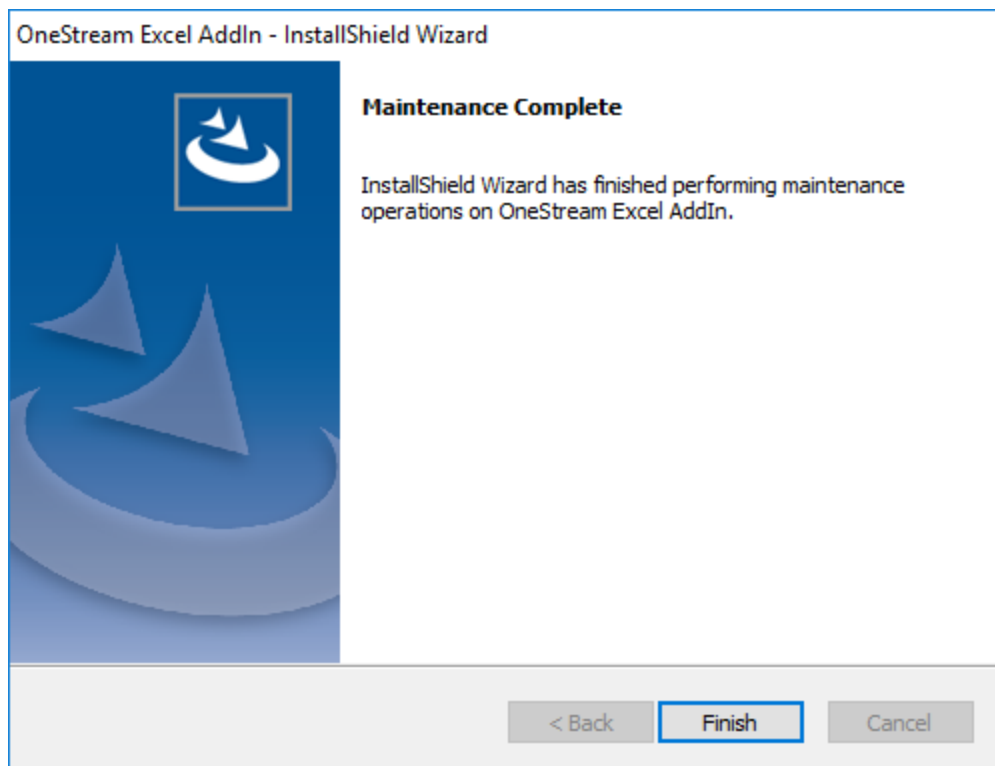 OneStream Excel AddIn - InstallShield Wizard
Maintenance Complete
InstallShield Wizard has finished performing maintenance
operations on OneStream Excel AddIn.
< Back
Finish
Cancel